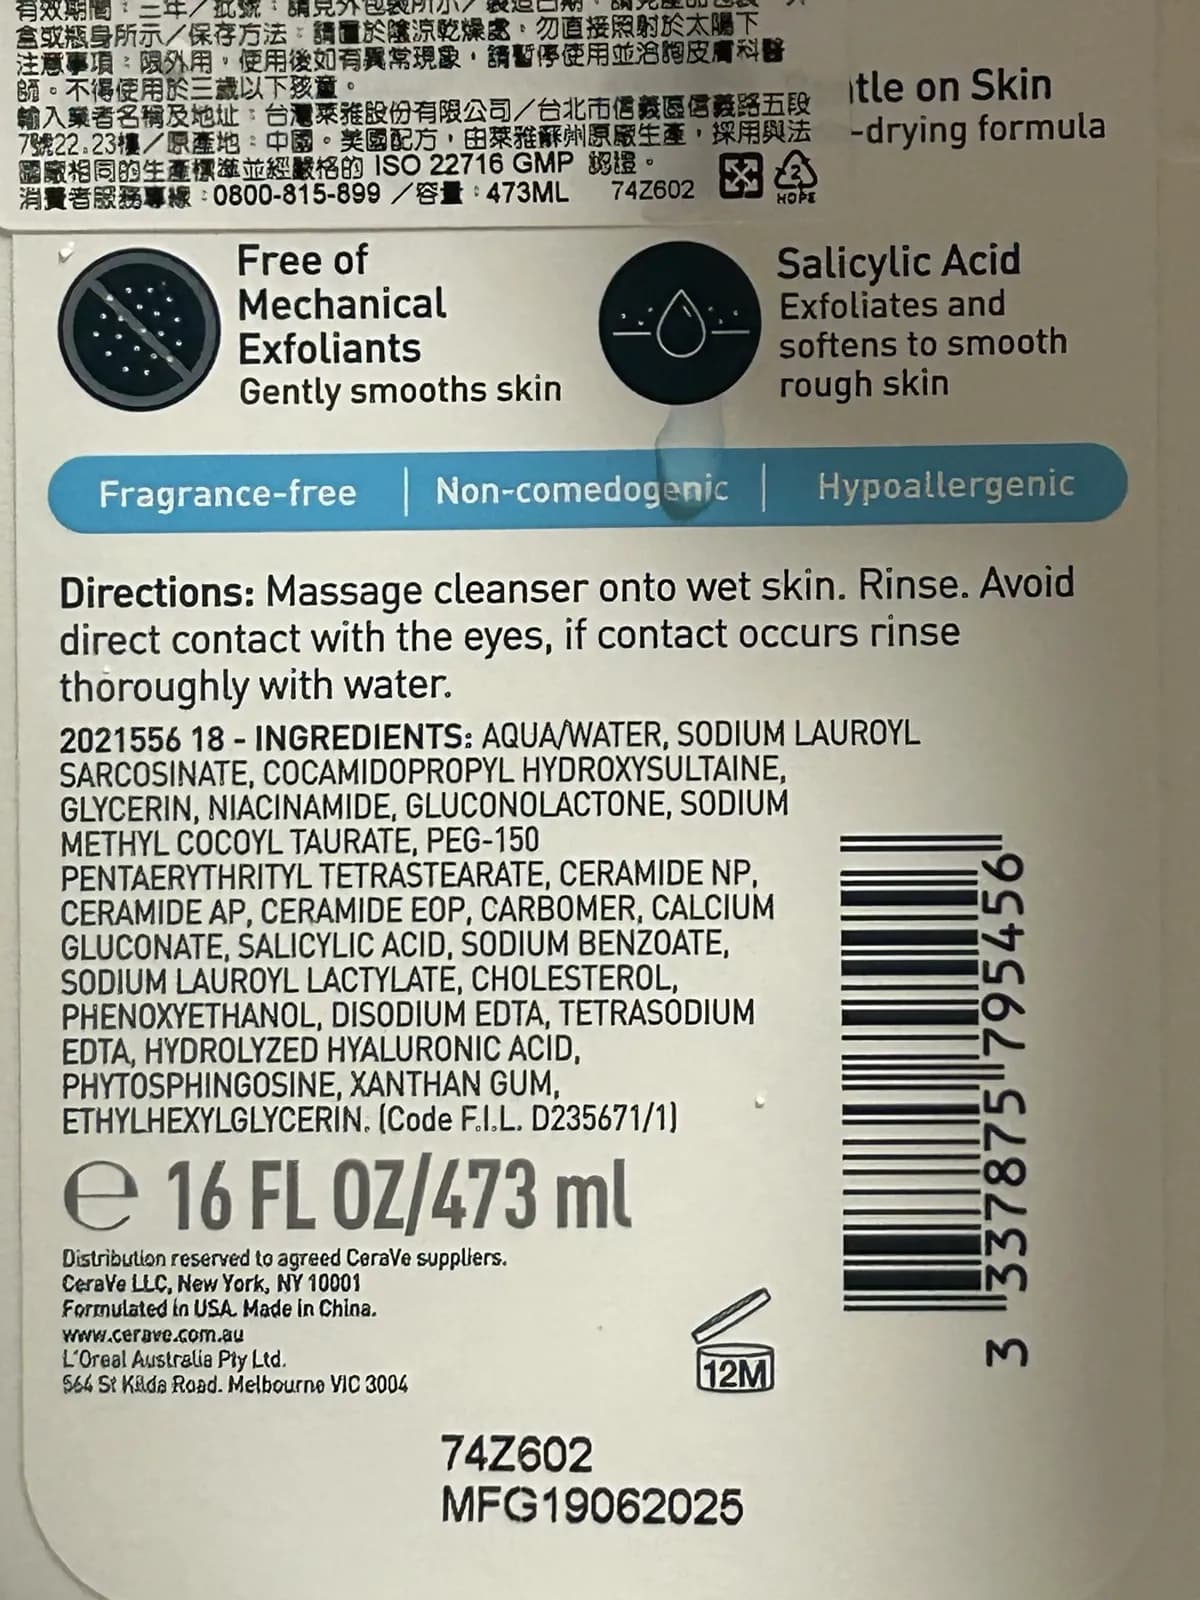 有效期間：三年／批號：請見外包裝所示／製造日期：請見產品包裝外
盒或瓶身所示／保存方法：請置於陰涼乾燥處，勿直接照射於太陽下
注意事項：限外用，使用後如有異常現象，請暫停使用並洽詢皮膚科醫
師。不得使用於三歲以下孩童。
輸入業者名稱及地址：台灣萊雅股份有限公司／台北市信義區信義路五段
7號22.23樓／原產地：中國。美國配方，由萊雅蘇州原廠生產，採用與法
國廠相同的生產標準並經嚴格的 ISO 22716 GMP 認證。
消費者服務專線：0800-815-899／容量：473ML 74Z602
2
HDPE
tle on Skin
-drying formula
Free of
Mechanical
Exfoliants
Gently smooths skin
Salicylic Acid
Exfoliates and
softens to smooth
rough skin
Fragrance-free | Non-comedogenic | Hypoallergenic
Directions: Massage cleanser onto wet skin. Rinse. Avoid
direct contact with the eyes, if contact occurs rinse
thoroughly with water.
2021556 18 - INGREDIENTS: AQUA/WATER, SODIUM LAUROYL
SARCOSINATE, COCAMIDOPROPYL HYDROXYSULTAINE,
GLYCERIN, NIACINAMIDE, GLUCONOLACTONE, SODIUM
METHYL COCOYL TAURATE, PEG-150
PENTAERYTHRITYL TETRASTEARATE, CERAMIDE NP,
CERAMIDE AP, CERAMIDE EOP, CARBOMER, CALCIUM
GLUCONATE, SALICYLIC ACID, SODIUM BENZOATE,
SODIUM LAUROYL LACTYLATE, CHOLESTEROL,
PHENOXYETHANOL, DISODIUM EDTA, TETRASODIUM
EDTA, HYDROLYZED HYALURONIC ACID,
PHYTOSPHINGOSINE, XANTHAN GUM,
ETHYLHEXYLGLYCERIN. (Code F.I.L. D235671/1)
℮ 16 FL OZ/473 ml
Distribution reserved to agreed CeraVe suppliers.
CeraVe LLC, New York, NY 10001
Formulated in USA. Made in China.
www.cerave.com.au
L'Oreal Australia Pty Ltd.
564 St Kilda Road. Melbourne VIC 3004
12M
3 337875 795456
74Z602
MFG19062025